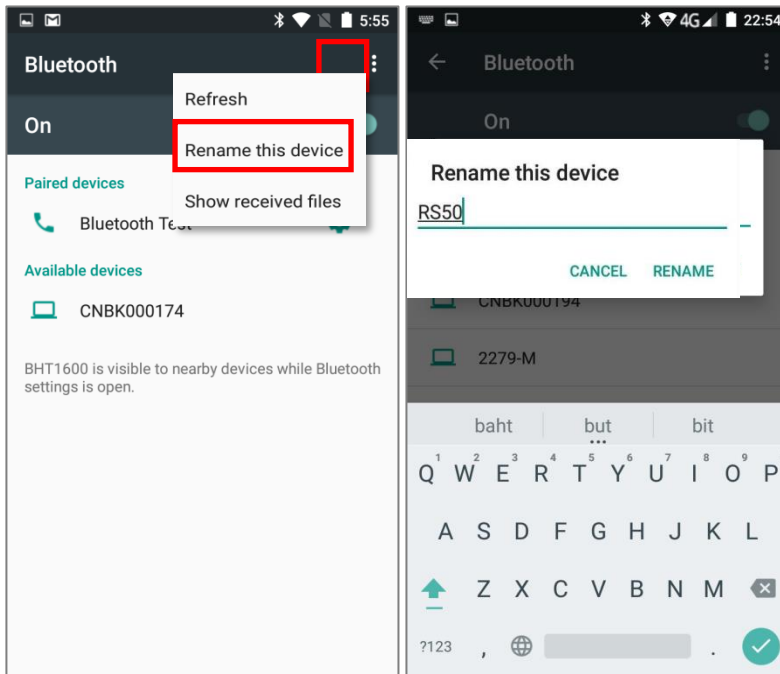 5:55
Bluetooth
Refresh
On
Rename this device
Paired devices
Show received files
Bluetooth Test
Available devices
CNBK000174
BHT1600 is visible to nearby devices while Bluetooth
settings is open.
4G 22:54
Bluetooth
On
Rename this device
RS50
CANCEL RENAME
CNBK000194
2279-M
baht but bit
1 2 3 4 5 6 7 8 9
Q W E R T Y U I O P
A S D F G H J K L
Z X C V B N M
?123 , .